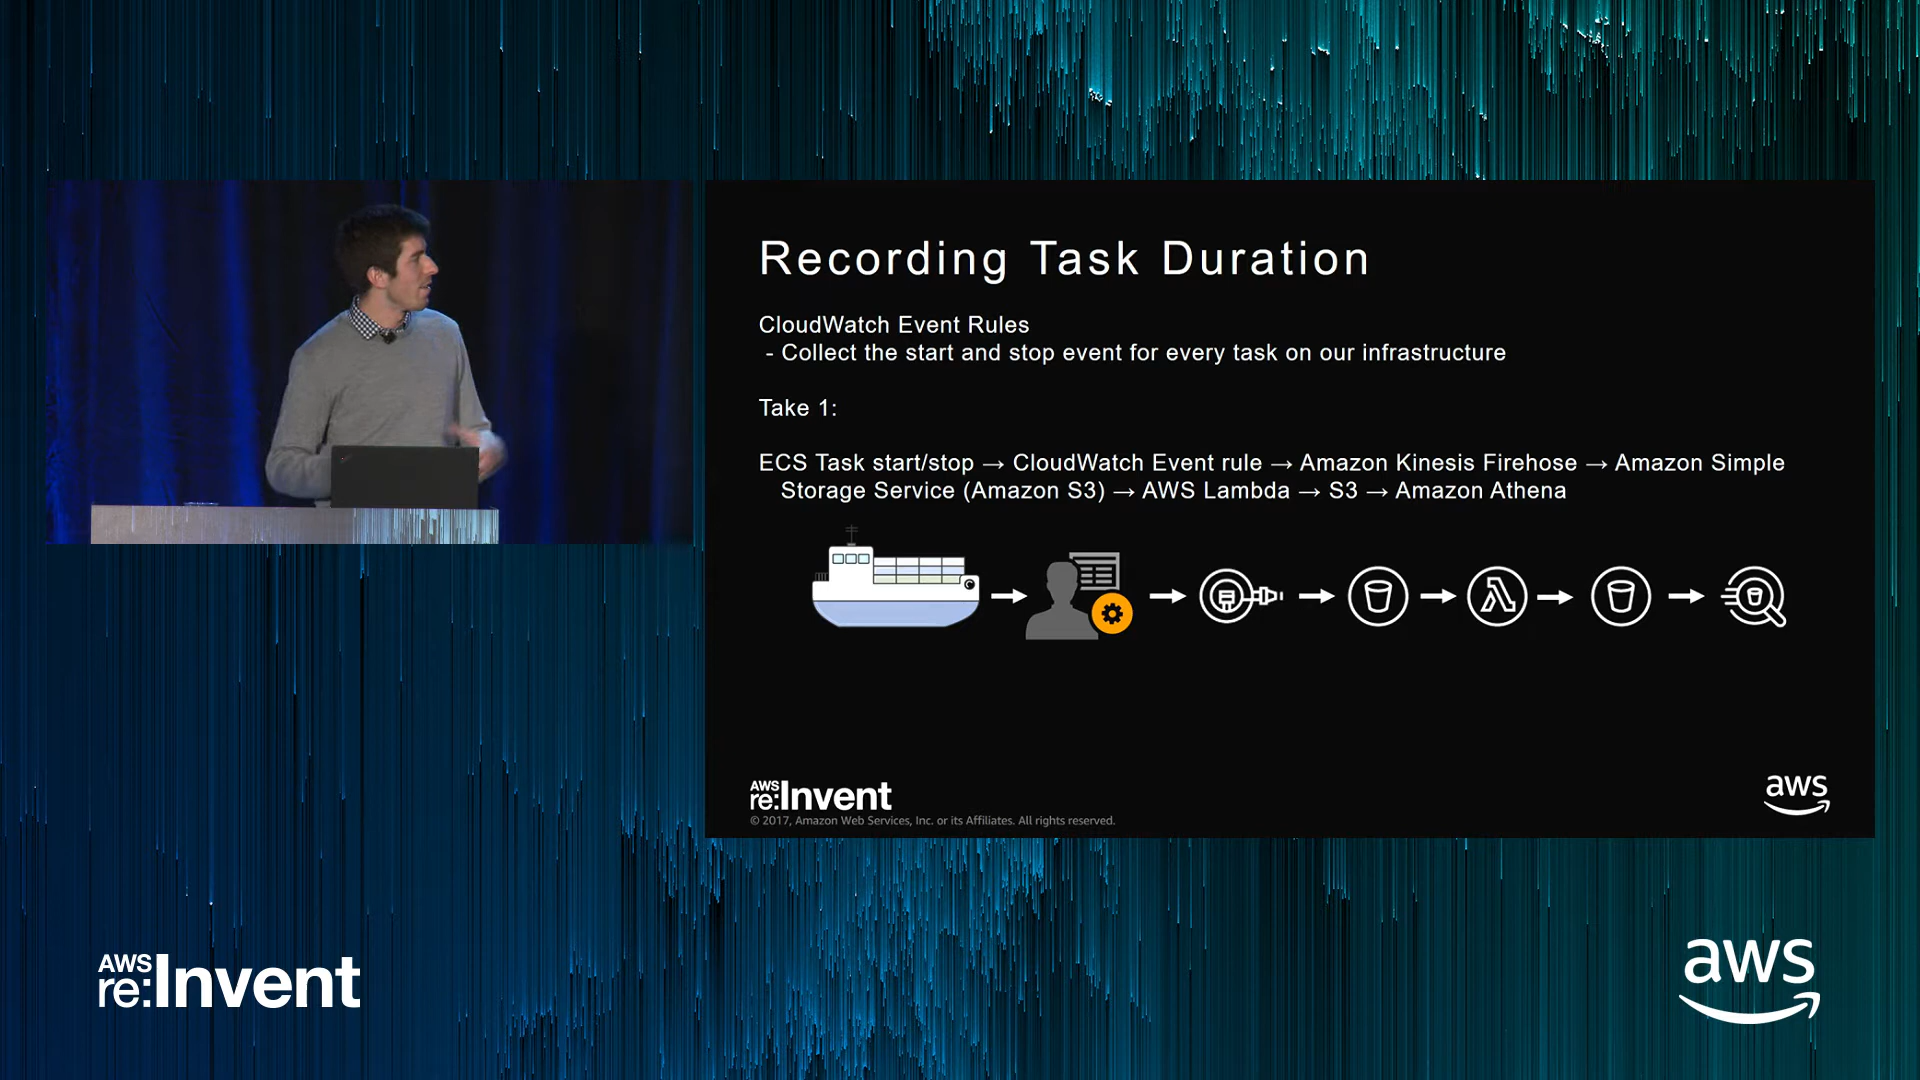 Recording Task Duration
CloudWatch Event Rules
- Collect the start and stop event for every task on our infrastructure
Take 1:
ECS Task start/stop → CloudWatch Event rule → Amazon Kinesis Firehose → Amazon Simple
Storage Service (Amazon S3) → AWS Lambda → S3 → Amazon Athena
AWS
re:Invent
aws
© 2017, Amazon Web Services, Inc. or its Affiliates. All rights reserved.
AWS
re:Invent
aws